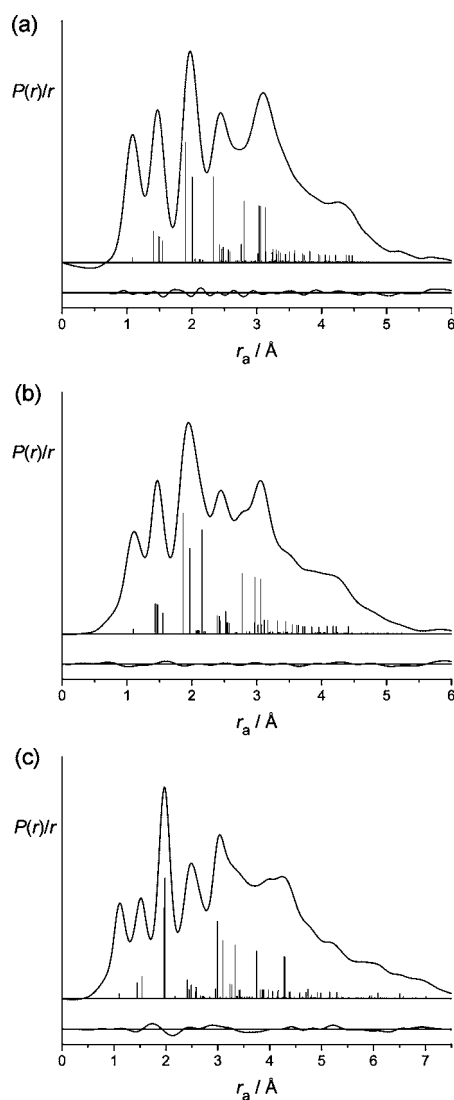 (a)
P(r)/r
0 1 2 3 4 5 6
r_a / Å
(b)
P(r)/r
0 1 2 3 4 5 6
r_a / Å
(c)
P(r)/r
0 1 2 3 4 5 6 7
r_a / Å